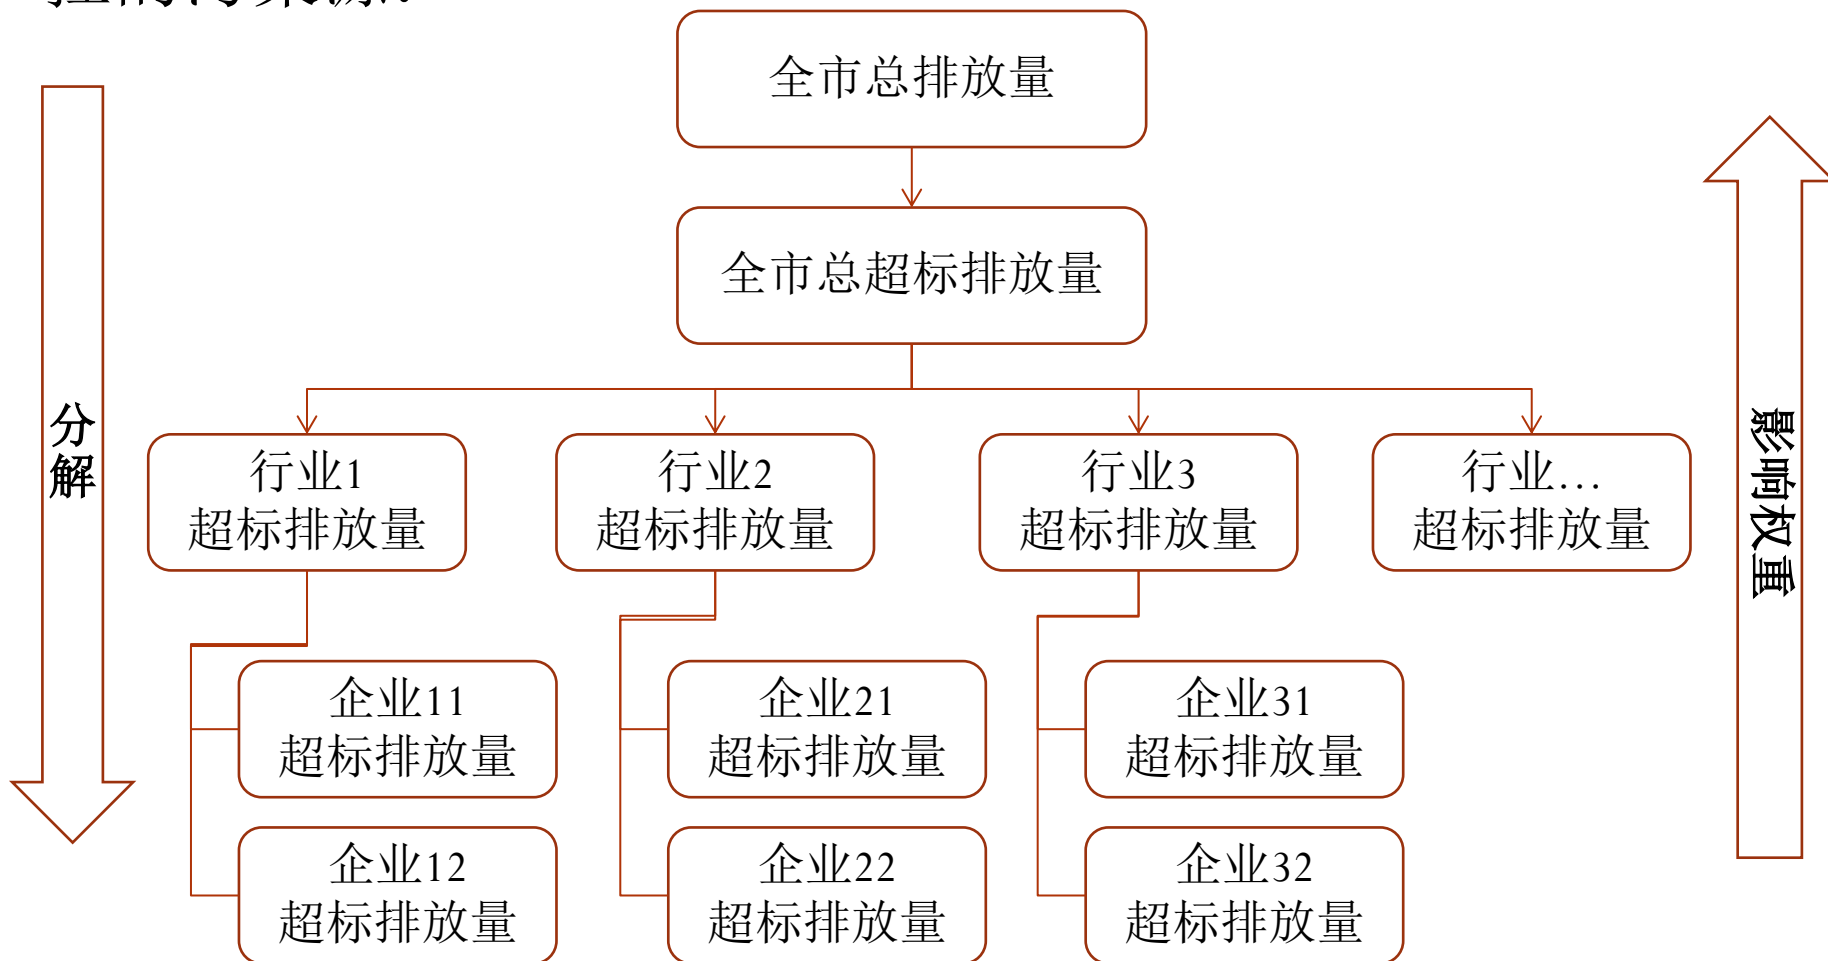 全市总排放量
全市总超标排放量
分解
影响权重
行业1
超标排放量
行业2
超标排放量
行业3
超标排放量
行业…
超标排放量
企业11
超标排放量
企业21
超标排放量
企业31
超标排放量
企业12
超标排放量
企业22
超标排放量
企业32
超标排放量